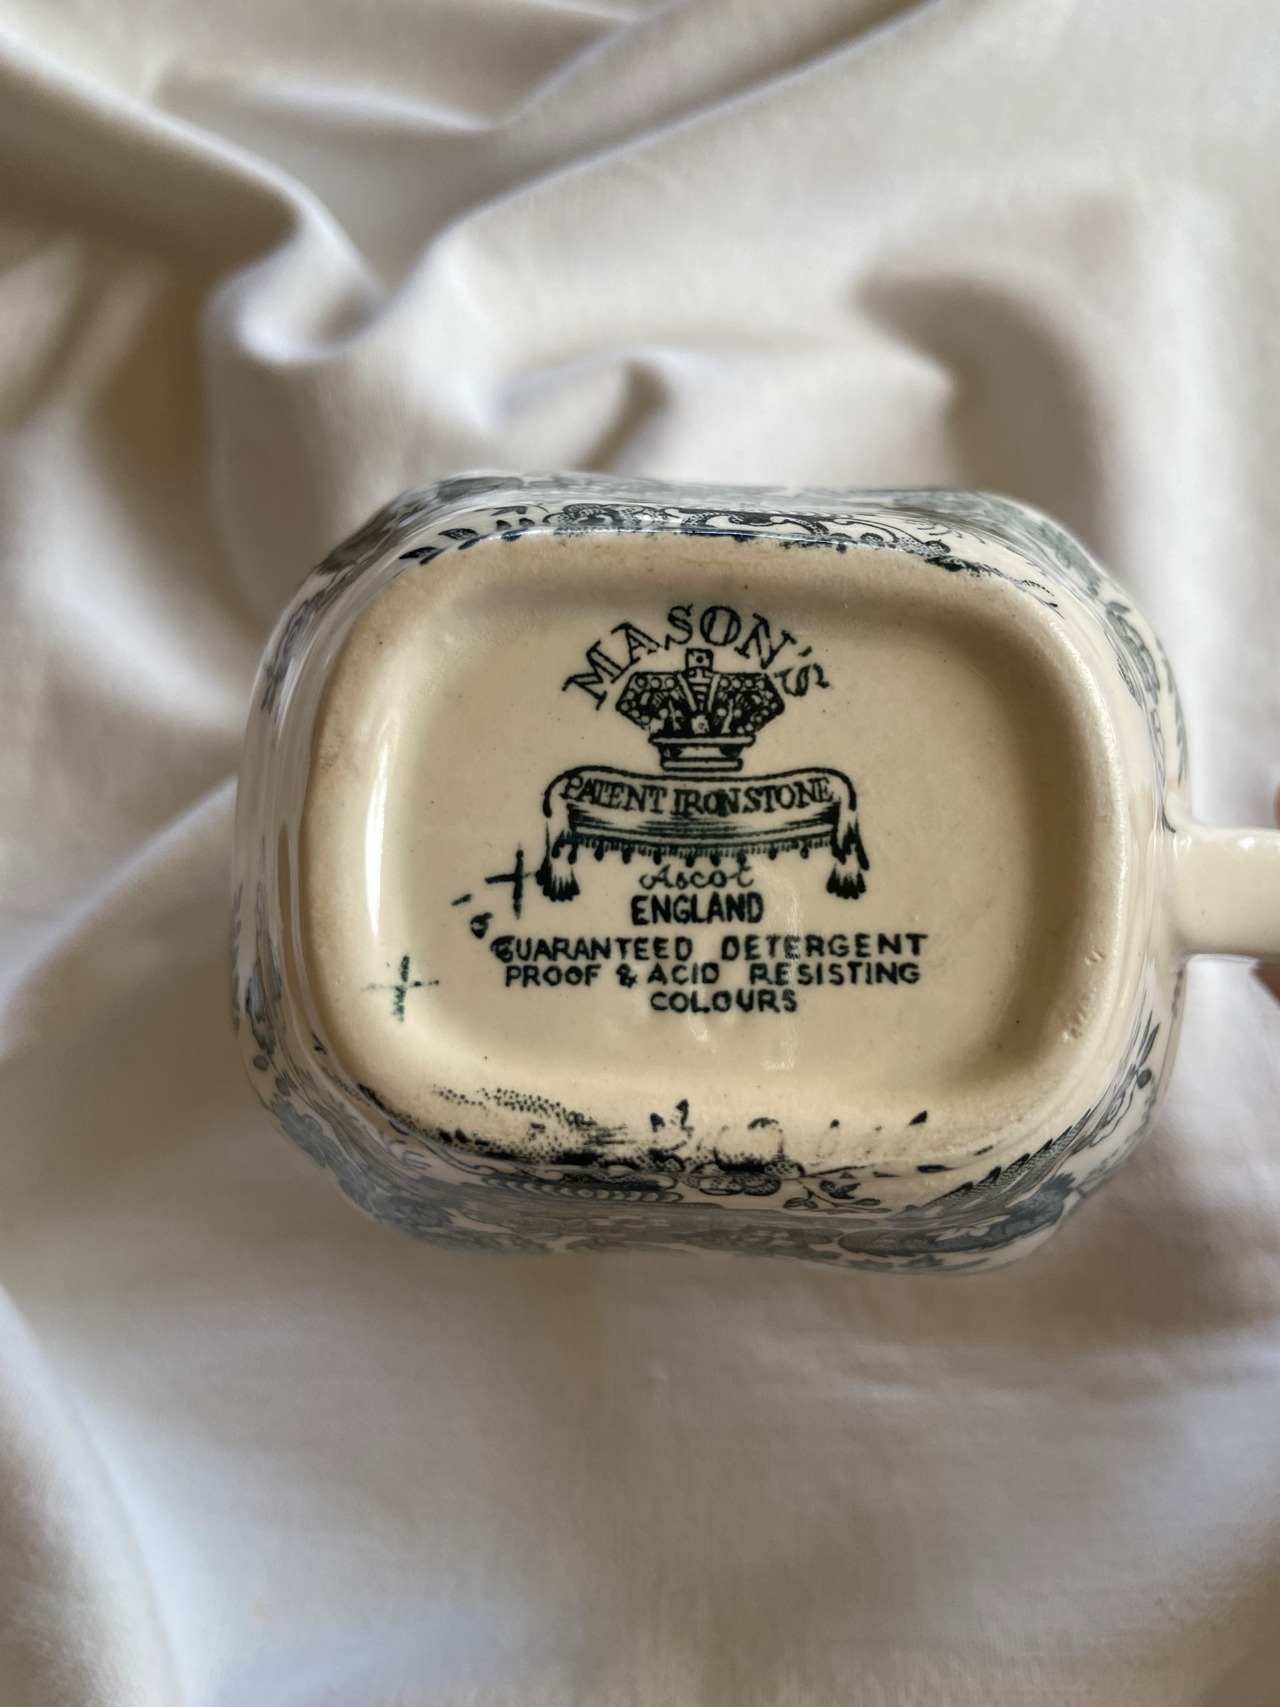 MASON'S
PATENT IRONSTONE
Ascot
ENGLAND
GUARANTEED DETERGENT
PROOF & ACID RESISTING
COLOURS